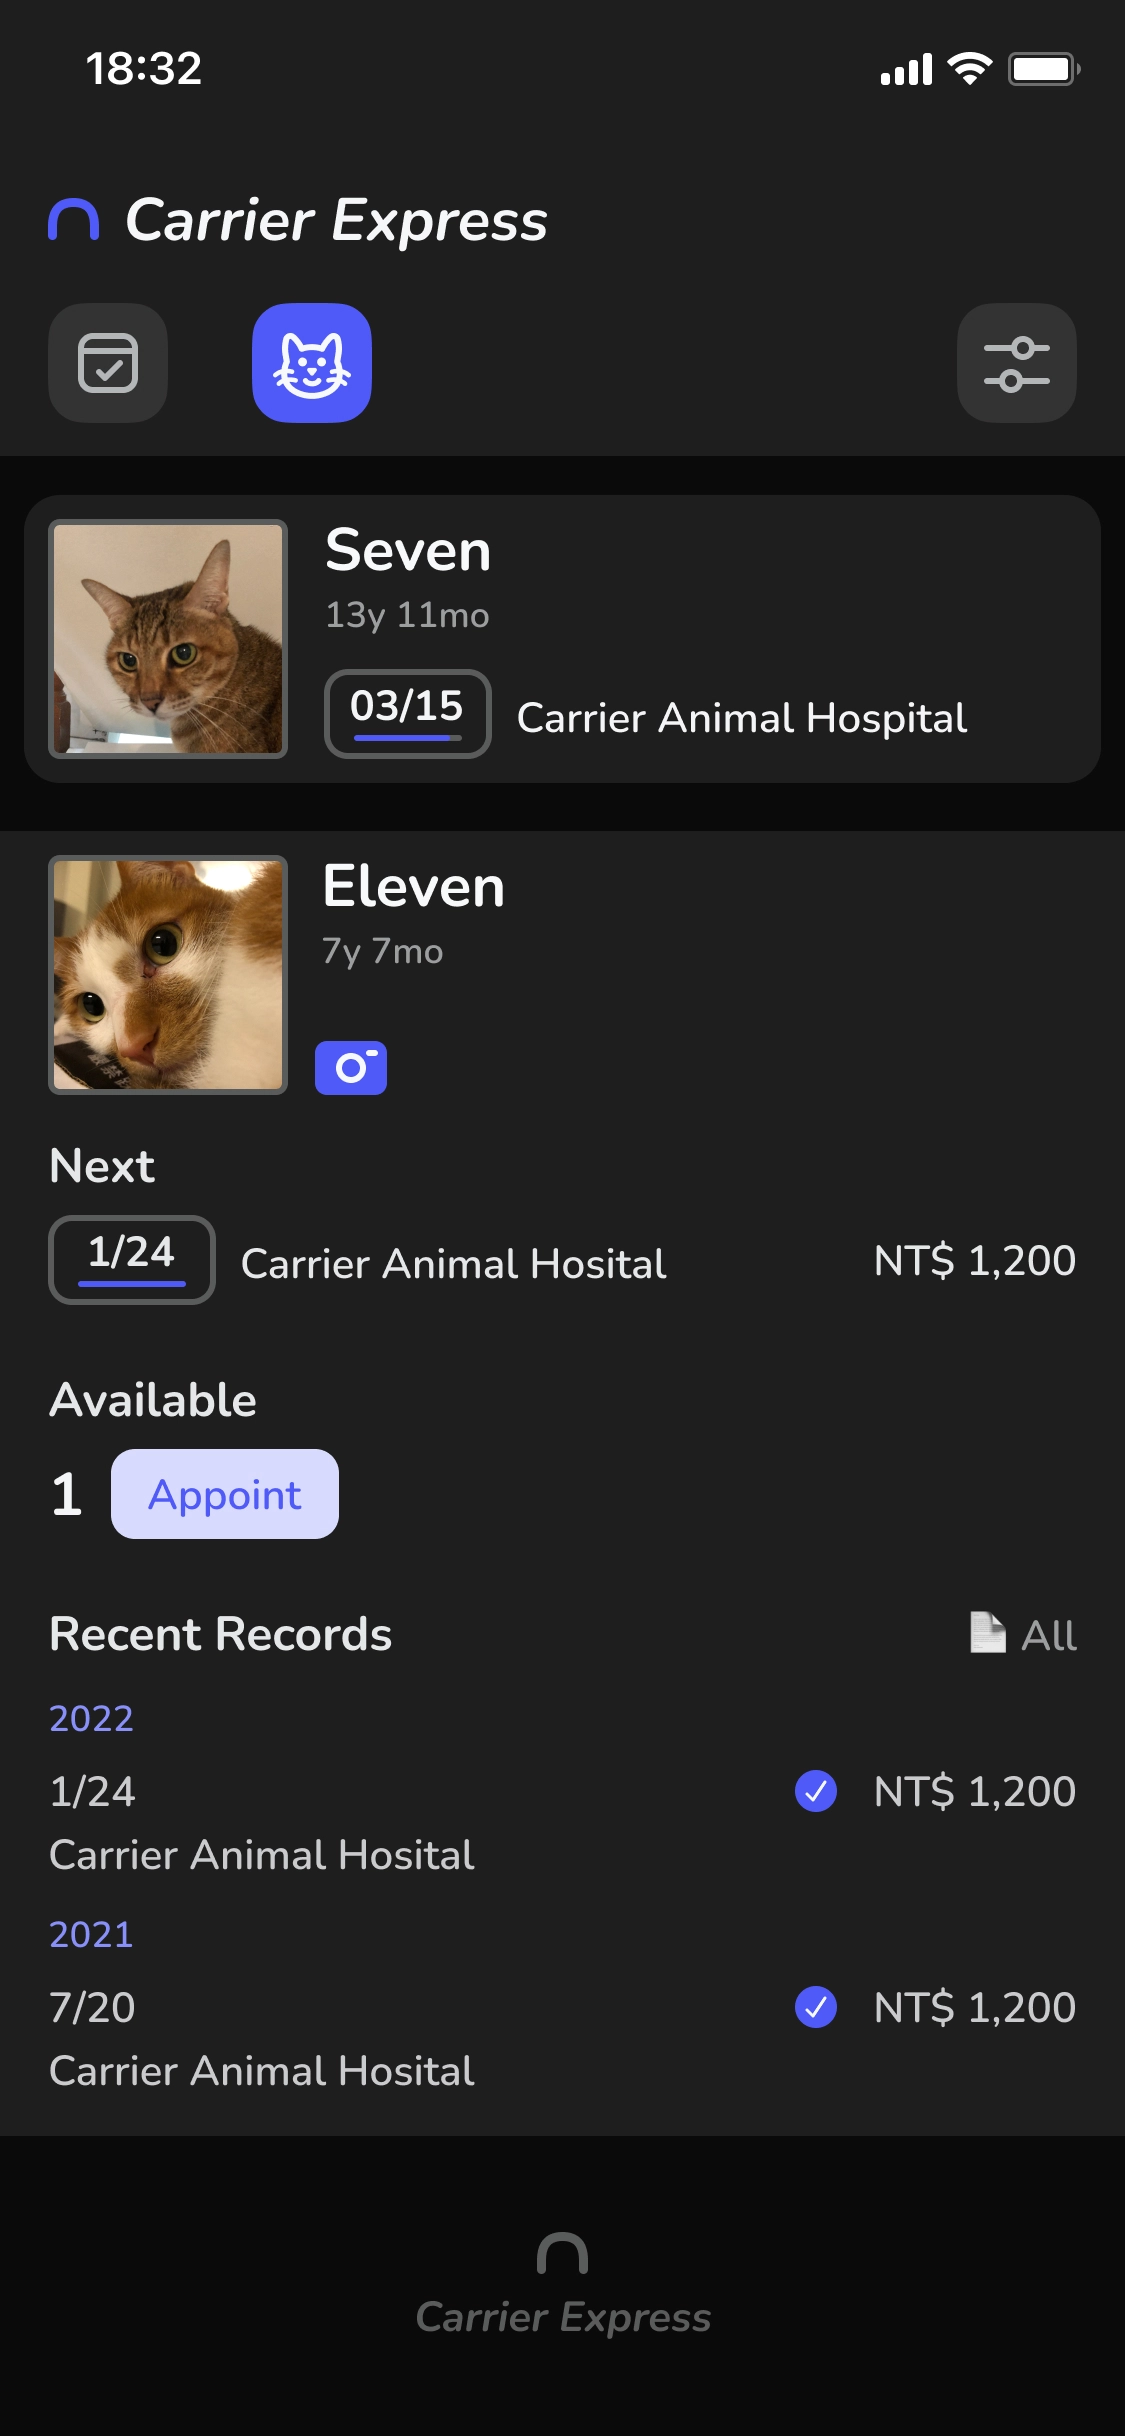 18:32
Carrier Express
Seven
13y 11mo
03/15
Carrier Animal Hospital
Eleven
7y 7mo
Next
1/24
Carrier Animal Hosital
NT$ 1,200
Available
1
Appoint
Recent Records
All
2022
1/24
NT$ 1,200
Carrier Animal Hosital
2021
7/20
NT$ 1,200
Carrier Animal Hosital
Carrier Express